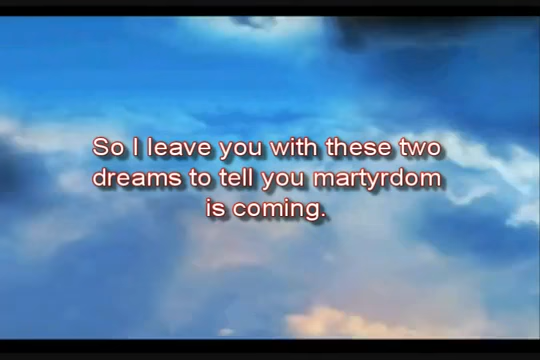 So I leave you with these two
dreams to tell you martyrdom
is coming.